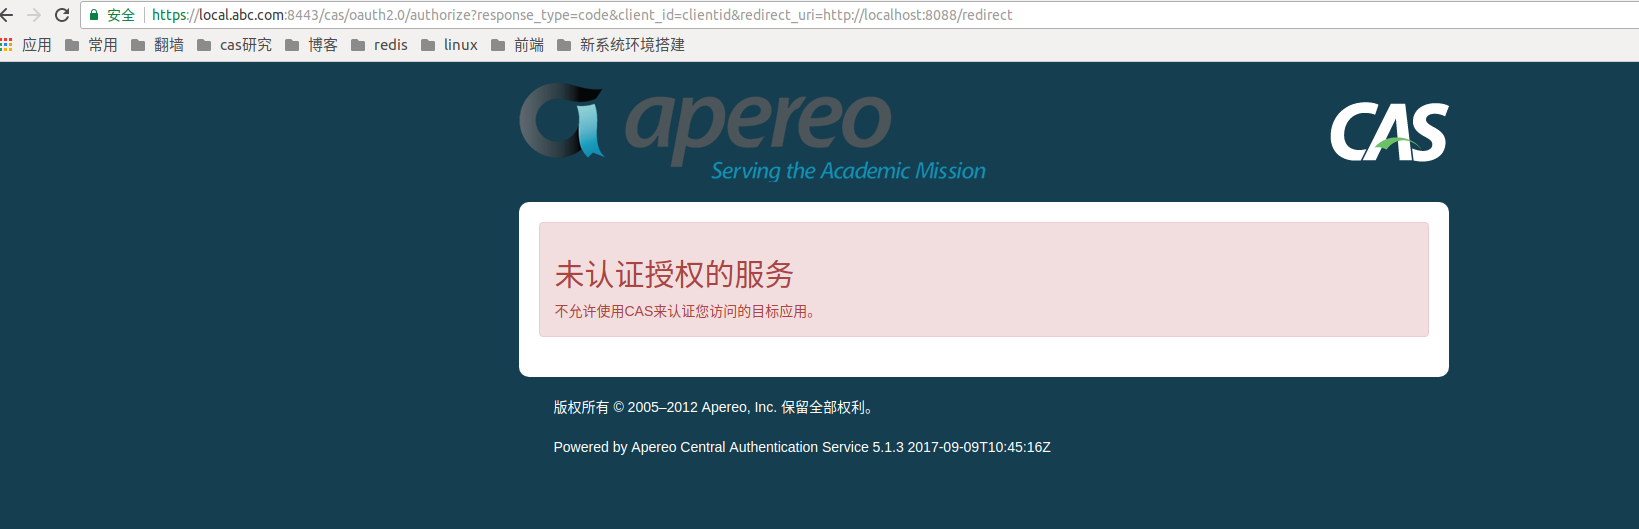 安全 https://local.abc.com:8443/cas/oauth2.0/authorize?response_type=code&client_id=clientid&redirect_uri=http://localhost:8088/redirect
应用 常用 翻墙 cas研究 博客 redis linux 前端 新系统环境搭建
apereo
Serving the Academic Mission
CAS
未认证授权的服务
不允许使用CAS来认证您访问的目标应用。
版权所有 © 2005–2012 Apereo, Inc. 保留全部权利。
Powered by Apereo Central Authentication Service 5.1.3 2017-09-09T10:45:16Z